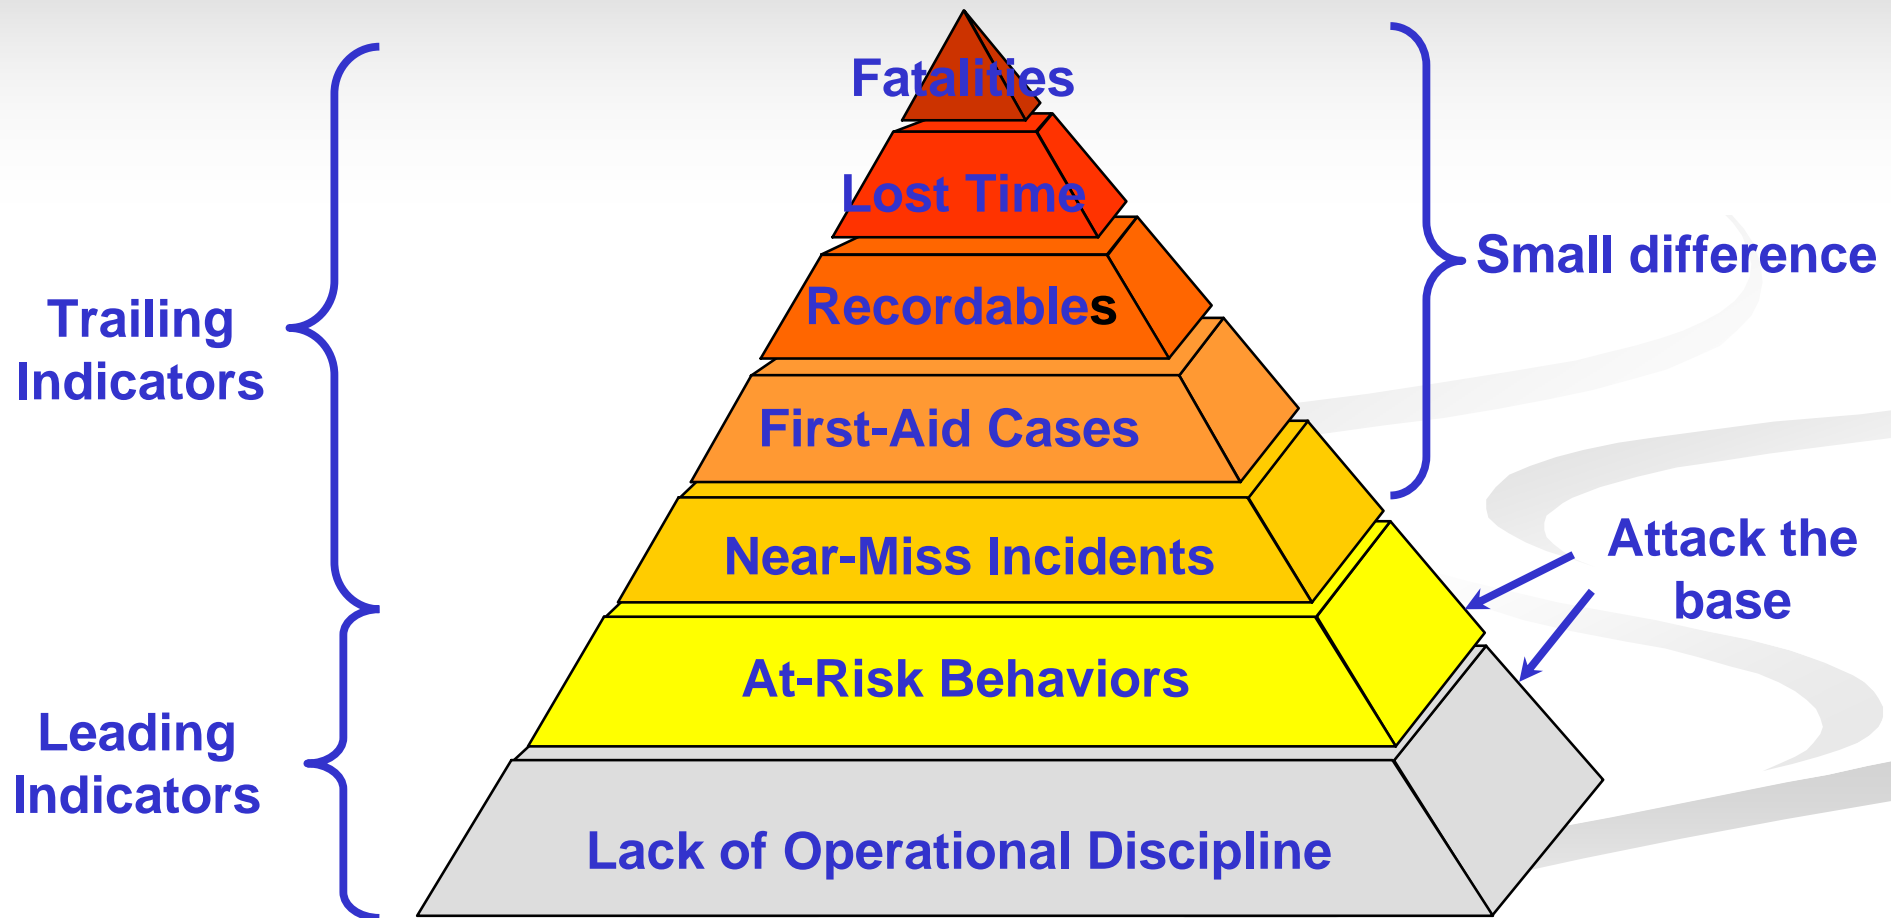 Fatalities
Lost Time
Recordables
First-Aid Cases
Near-Miss Incidents
At-Risk Behaviors
Lack of Operational Discipline
Trailing
Indicators
Leading
Indicators
Small difference
Attack the
base